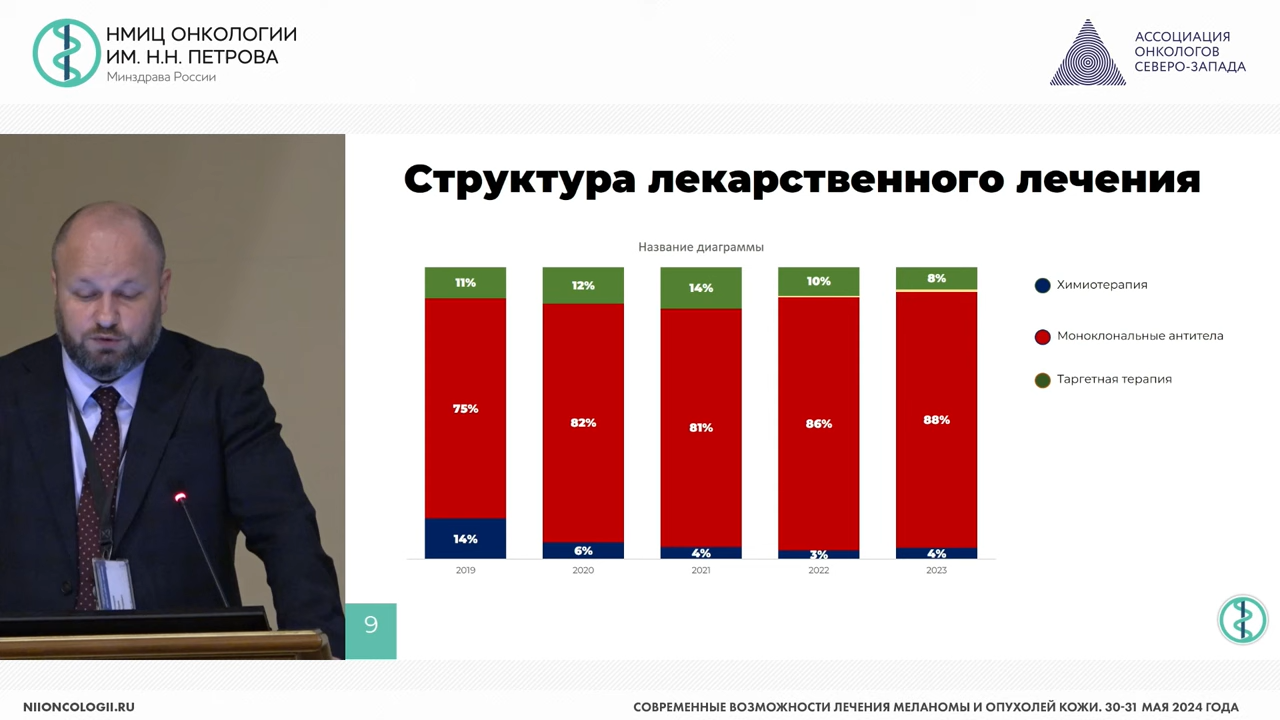 НМИЦ ОНКОЛОГИИ
ИМ. Н.Н. ПЕТРОВА
Минздрава России
АССОЦИАЦИЯ
ОНКОЛОГОВ
СЕВЕРО-ЗАПАДА
Структура лекарственного лечения
Название диаграммы
11% 12% 14% 10% 8%
75% 82% 81% 86% 88%
14% 6% 4% 3% 4%
2019 2020 2021 2022 2023
Химиотерапия
Моноклональные антитела
Таргетная терапия
9
NIIONCOLOGII.RU
СОВРЕМЕННЫЕ ВОЗМОЖНОСТИ ЛЕЧЕНИЯ МЕЛАНОМЫ И ОПУХОЛЕЙ КОЖИ. 30-31 МАЯ 2024 ГОДА